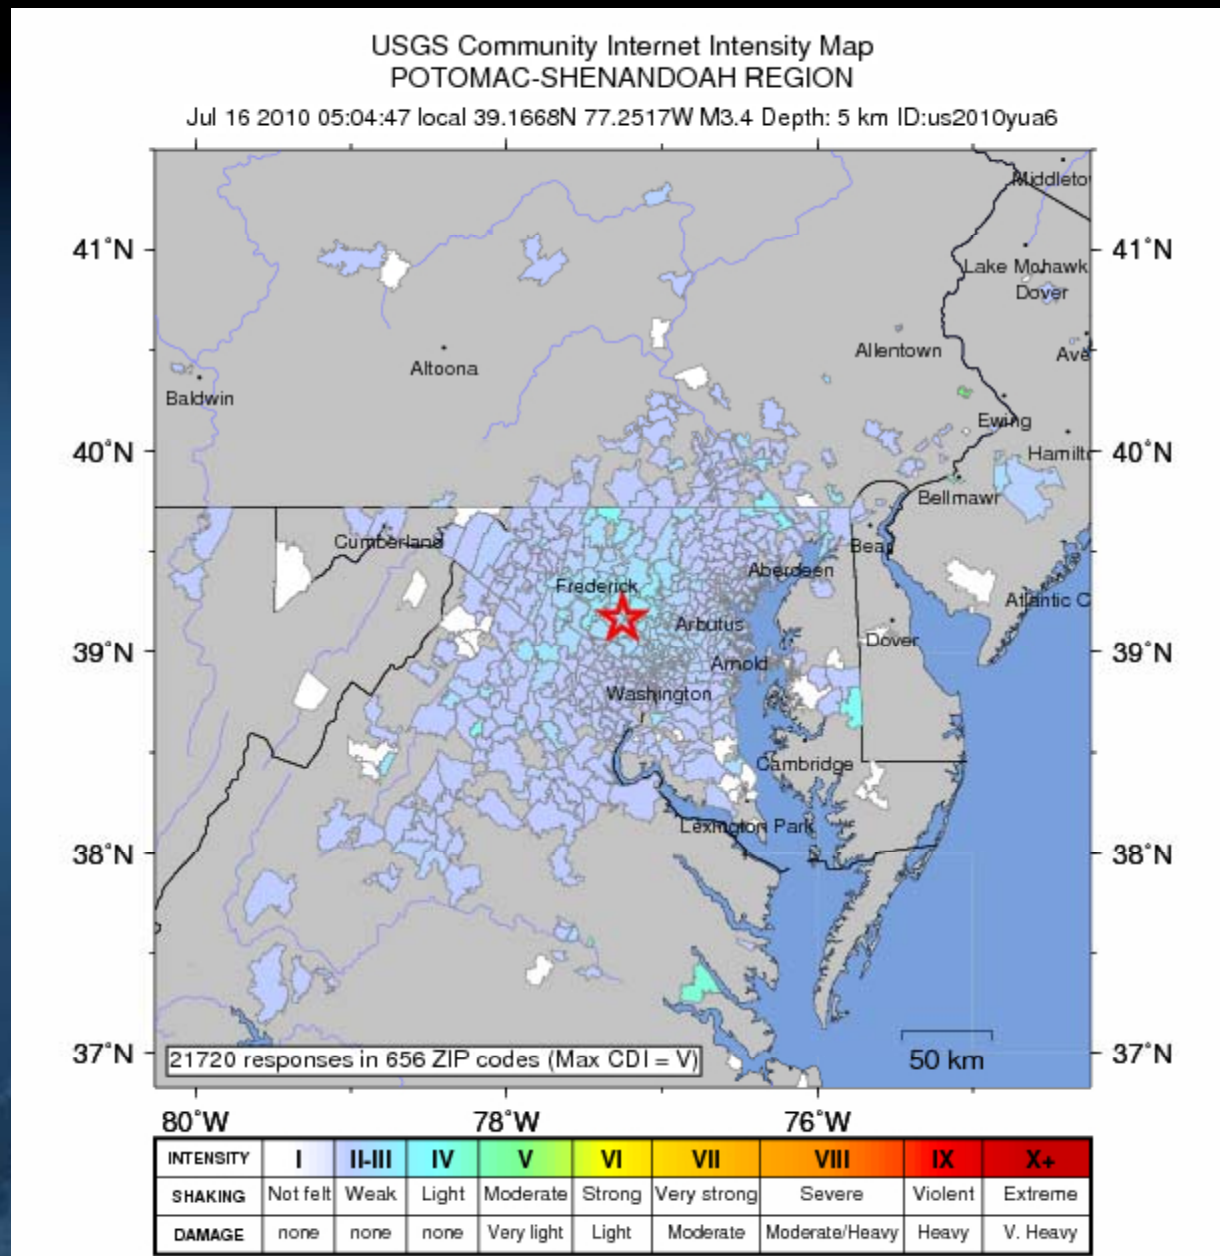 USGS Community Internet Intensity Map
POTOMAC-SHENANDOAH REGION
Jul 16 2010 05:04:47 local 39.1668N 77.2517W M3.4 Depth: 5 km ID:us2010yua6
Middletow
41˚N 41˚N
Lake Mohawk
Dover
Allentown Ave
Altoona
Baldwin
Ewing
40˚N Hamilt 40˚N
Bellmawr
Cumberland Bear
Aberdeen
Frederick
Atlantic C
Arbutus
Dover
39˚N Arnold 39˚N
Washington
Cambridge
Lexington Park
38˚N 38˚N
37˚N 21720 responses in 656 ZIP codes (Max CDI = V) 50 km 37˚N
80˚W 78˚W 76˚W
INTENSITY I II-III IV V VI VII VIII IX X+
SHAKING Not felt Weak Light Moderate Strong Very strong Severe Violent Extreme
DAMAGE none none none Very light Light Moderate Moderate/Heavy Heavy V. Heavy